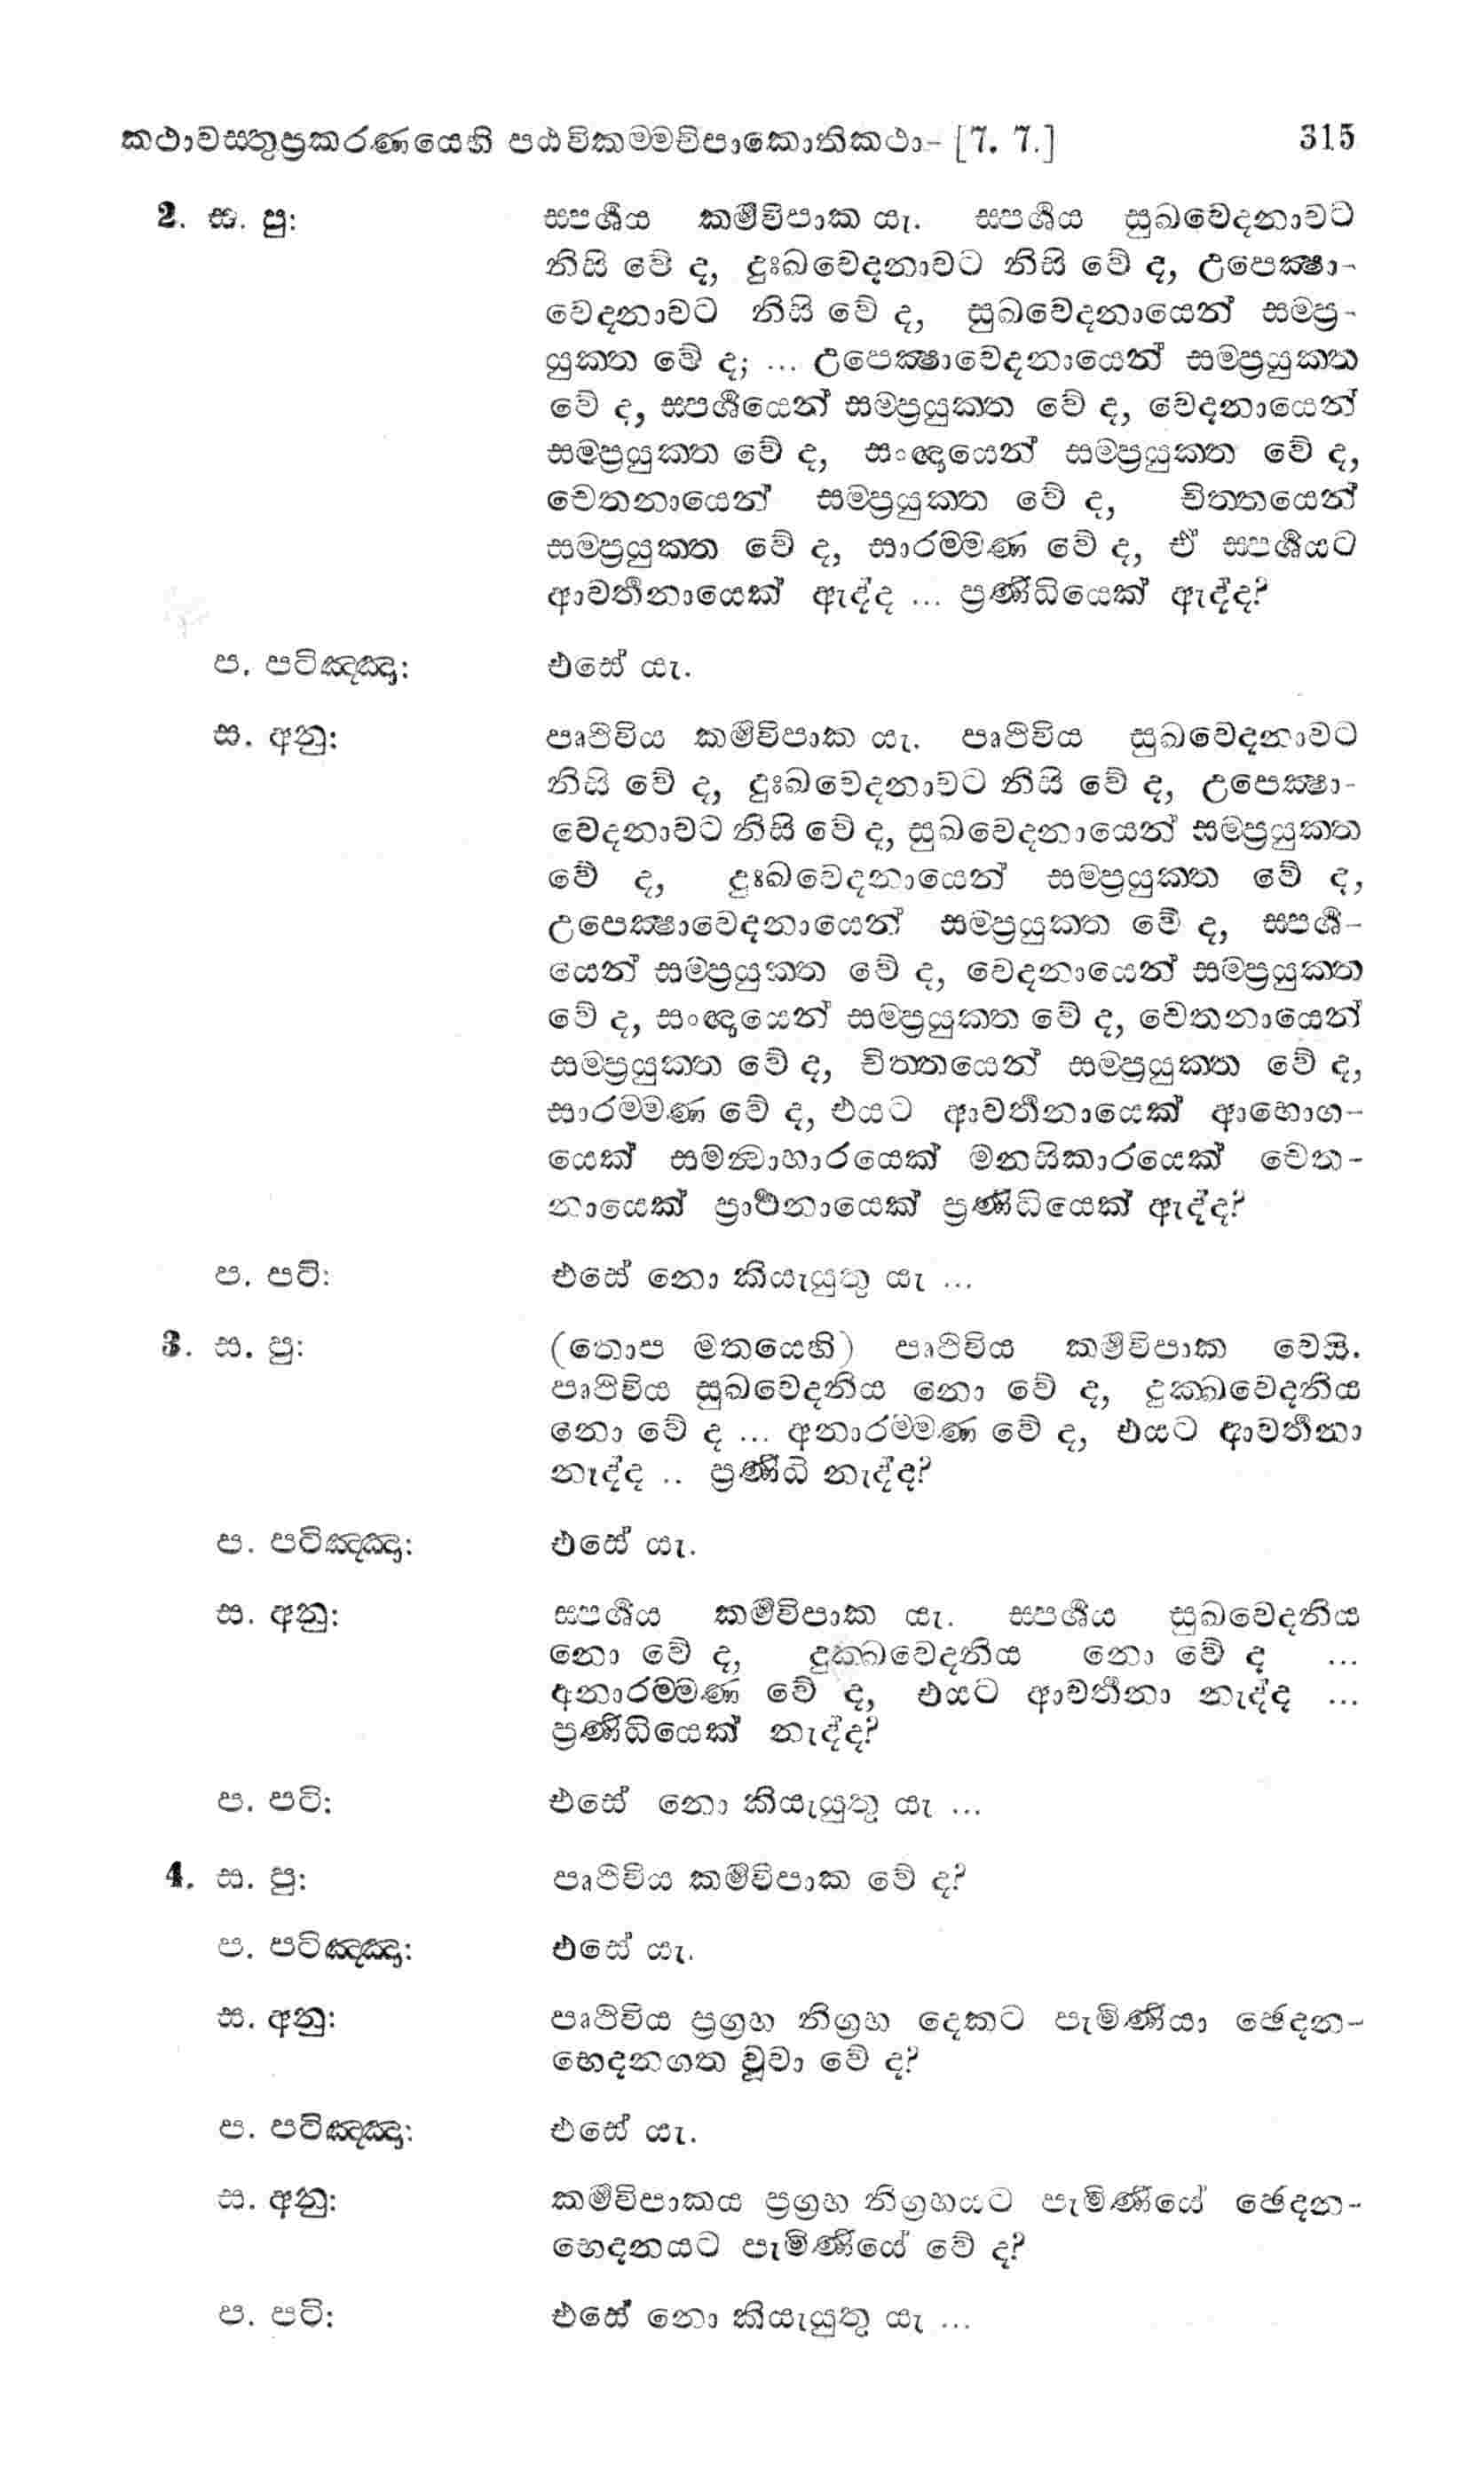 කථාවස්තුප්‍රකරණයෙහි පඨවිකම්මවිපාකොතිකථා- [7. 7.] 315
2. ස. පු: ස්පර්‍ශය කර්‍මවිපාක යැ. ස්පර්‍ශය සුඛවෙදනාවට
නිසි වේ ද, දුඃඛවෙදනාවට නිසි වේ ද, උපෙක්‍ෂා-
වෙදනාවට නිසි වේ ද, සුඛවෙදනායෙන් සම්ප්‍ර-
යුක්ත වේ ද; ... උපෙක්‍ෂාවෙදනායෙන් සම්ප්‍රයුක්ත
වේ ද, ස්පර්‍ශයෙන් සම්ප්‍රයුක්ත වේ ද, වෙදනායෙන්
සම්ප්‍රයුක්ත වේ ද, සංඥායෙන් සම්ප්‍රයුක්ත වේ ද,
චෙතනායෙන් සම්ප්‍රයුක්ත වේ ද, චිත්තයෙන්
සම්ප්‍රයුක්ත වේ ද, සාරම්මණ වේ ද, ඒ ස්පර්‍ශයට
ආවර්‍තනායෙක් ඇද්ද ... ප්‍රණිධියෙක් ඇද්ද?
ප. පටිඤ්ඤා: එසේ යැ.
ස. අනු: පෘථිවිය කර්‍මවිපාක යැ. පෘථිවිය සුඛවෙදනාවට
නිසි වේ ද, දුඃඛවෙදනාවට නිසි වේ ද, උපෙක්‍ෂා-
වෙදනාවට නිසි වේ ද, සුඛවෙදනායෙන් සම්ප්‍රයුක්ත
වේ ද, දුඃඛවෙදනායෙන් සම්ප්‍රයුක්ත වේ ද,
උපෙක්‍ෂාවෙදනායෙන් සම්ප්‍රයුක්ත වේ ද, ස්පර්‍ශ-
යෙන් සම්ප්‍රයුක්ත වේ ද, වෙදනායෙන් සම්ප්‍රයුක්ත
වේ ද, සංඥායෙන් සම්ප්‍රයුක්ත වේ ද, චෙතනායෙන්
සම්ප්‍රයුක්ත වේ ද, චිත්තයෙන් සම්ප්‍රයුක්ත වේ ද,
සාරම්මණ වේ ද, එයට ආවර්‍තනායෙක් ආභොග-
යෙක් සමන්වාහාරයෙක් මනසිකාරයෙක් චෙත-
නායෙක් ප්‍රාර්‍ථනායෙක් ප්‍රණිධියෙක් ඇද්ද?
ප. පටි: එසේ නො කියැයුතු යැ ...
3. ස. පු: (තොප මතයෙහි) පෘථිවිය කර්‍මවිපාක වෙයි.
පෘථිවිය සුඛවෙදනීය නො වේ ද, දුක්ඛවෙදනීය
නො වේ ද ... අනාරම්මණ වේ ද, එයට ආවර්‍තනා
නැද්ද .. ප්‍රණිධි නැද්ද?
ප. පටිඤ්ඤා: එසේ යැ.
ස. අනු: ස්පර්‍ශය කර්‍මවිපාක යැ. ස්පර්‍ශය සුඛවෙදනීය
නො වේ ද, දුක්ඛවෙදනීය නො වේ ද ...
අනාරම්මණ වේ ද, එයට ආවර්‍තනා නැද්ද ...
ප්‍රණිධියෙක් නැද්ද?
ප. පටි: එසේ නො කියැයුතු යැ ...
4. ස. පු: පෘථිවිය කර්‍මවිපාක වේ ද?
ප. පටිඤ්ඤා: එසේ යැ.
ස. අනු: පෘථිවිය ප්‍රග්‍රහ නිග්‍රහ දෙකට පැමිණියා ඡෙදන-
භෙදනගත වූවා වේ ද?
ප. පටිඤ්ඤා: එසේ යැ.
ස. අනු: කර්‍මවිපාකය ප්‍රග්‍රහ නිග්‍රහයට පැමිණියේ ඡෙදන-
භෙදනයට පැමිණියේ වේ ද?
ප. පටි: එසේ නො කියැයුතු යැ ...